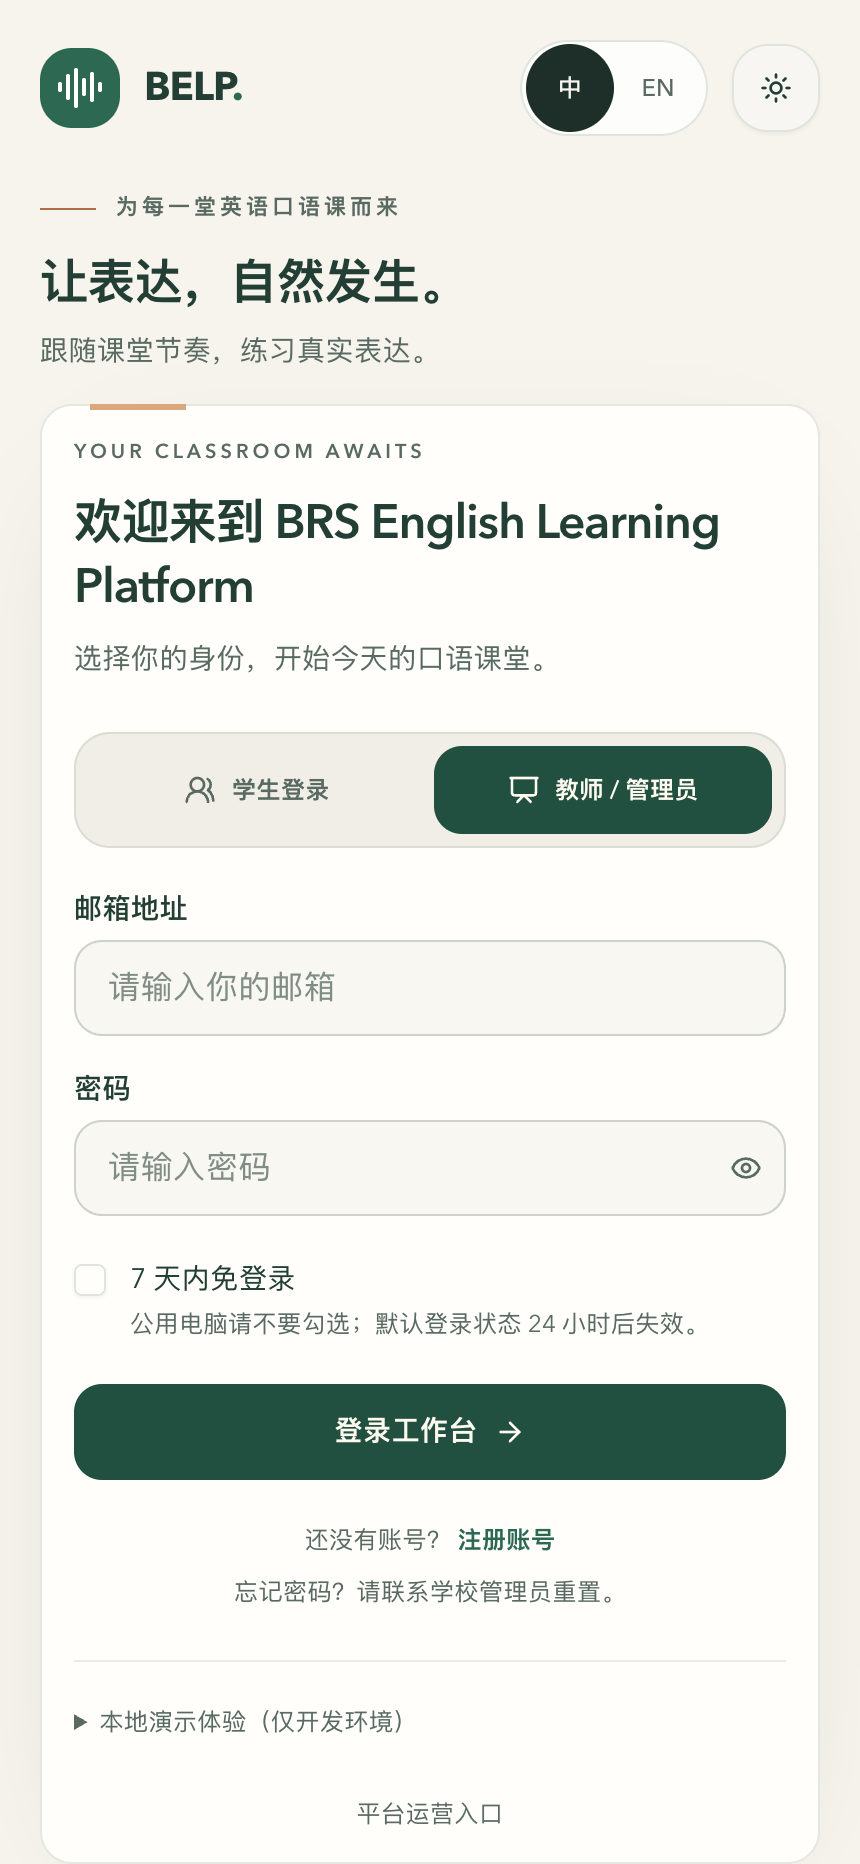 BELP.
中
EN
为每一堂英语口语课而来
让表达，自然发生。
跟随课堂节奏，练习真实表达。
YOUR CLASSROOM AWAITS
欢迎来到 BRS English Learning
Platform
选择你的身份，开始今天的口语课堂。
学生登录
教师 / 管理员
邮箱地址
请输入你的邮箱
密码
请输入密码
7 天内免登录
公用电脑请不要勾选；默认登录状态 24 小时后失效。
登录工作台 →
还没有账号？ 注册账号
忘记密码？请联系学校管理员重置。
本地演示体验（仅开发环境）
平台运营入口